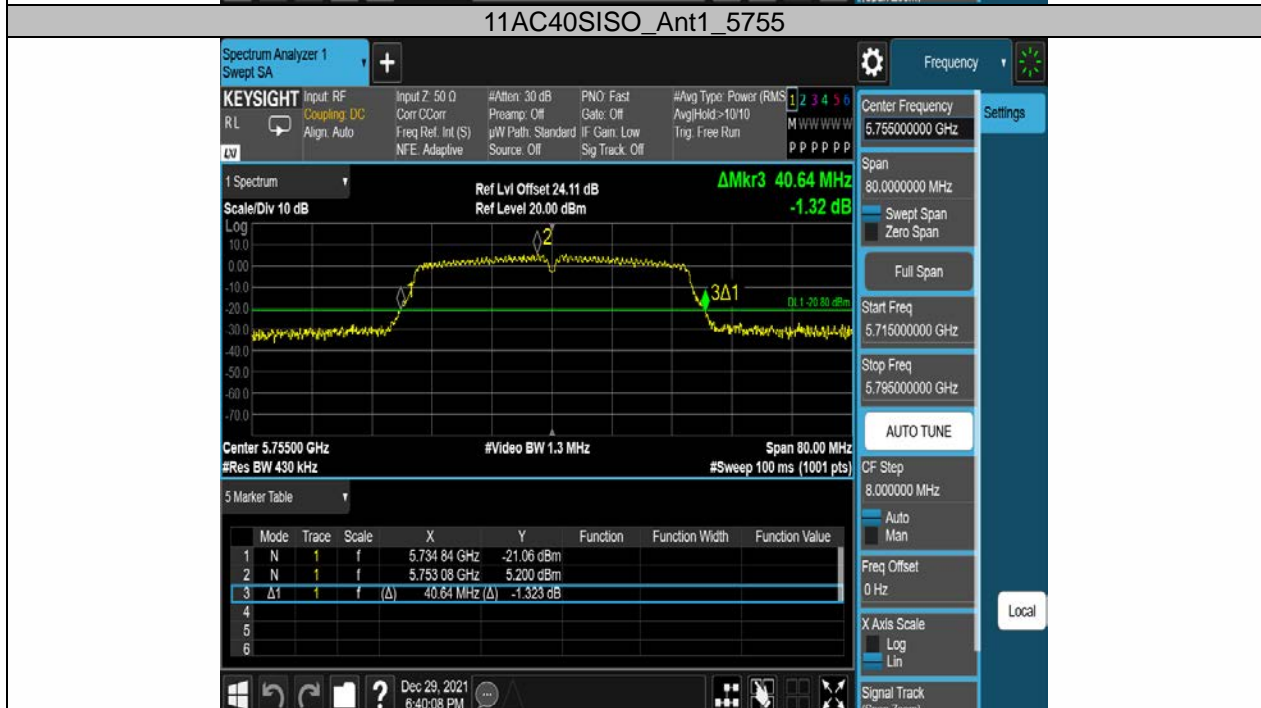 11AC40SISO_Ant1_5755
Spectrum Analyzer 1
Swept SA
Frequency
KEYSIGHT
RL
LXI
Input: RF
Coupling: DC
Align: Auto
Input Z: 50 Ω
Corr CCorr
Freq Ref: Int (S)
NFE: Adaptive
#Atten: 30 dB
Preamp: Off
µW Path: Standard
Source: Off
PNO: Fast
Gate: Off
IF Gain: Low
Sig Track: Off
#Avg Type: Power (RMS
Avg|Hold:>10/10
Trig: Free Run
1 2 3 4 5 6
M W W W W W
P P P P P P
1 Spectrum
Scale/Div 10 dB
Ref Lvl Offset 24.11 dB
Ref Level 20.00 dBm
ΔMkr3 40.64 MHz
-1.32 dB
Log
10.0
0.00
-10.0
-20.0
-30.0
-40.0
-50.0
-60.0
-70.0
1
2
3Δ1
DL1 -20.80 dBm
Center 5.75500 GHz
#Video BW 1.3 MHz
Span 80.00 MHz
#Res BW 430 kHz
#Sweep 100 ms (1001 pts)
5 Marker Table
Mode Trace Scale X Y Function Function Width Function Value
1 N 1 f 5.734 84 GHz -21.06 dBm
2 N 1 f 5.753 08 GHz 5.200 dBm
3 Δ1 1 f (Δ) 40.64 MHz (Δ) -1.323 dB
4
5
6
Dec 29, 2021
6:40:08 PM
?
Center Frequency
5.755000000 GHz
Settings
Span
80.0000000 MHz
Swept Span
Zero Span
Full Span
Start Freq
5.715000000 GHz
Stop Freq
5.795000000 GHz
AUTO TUNE
CF Step
8.000000 MHz
Auto
Man
Freq Offset
0 Hz
X Axis Scale
Log
Lin
Local
Signal Track